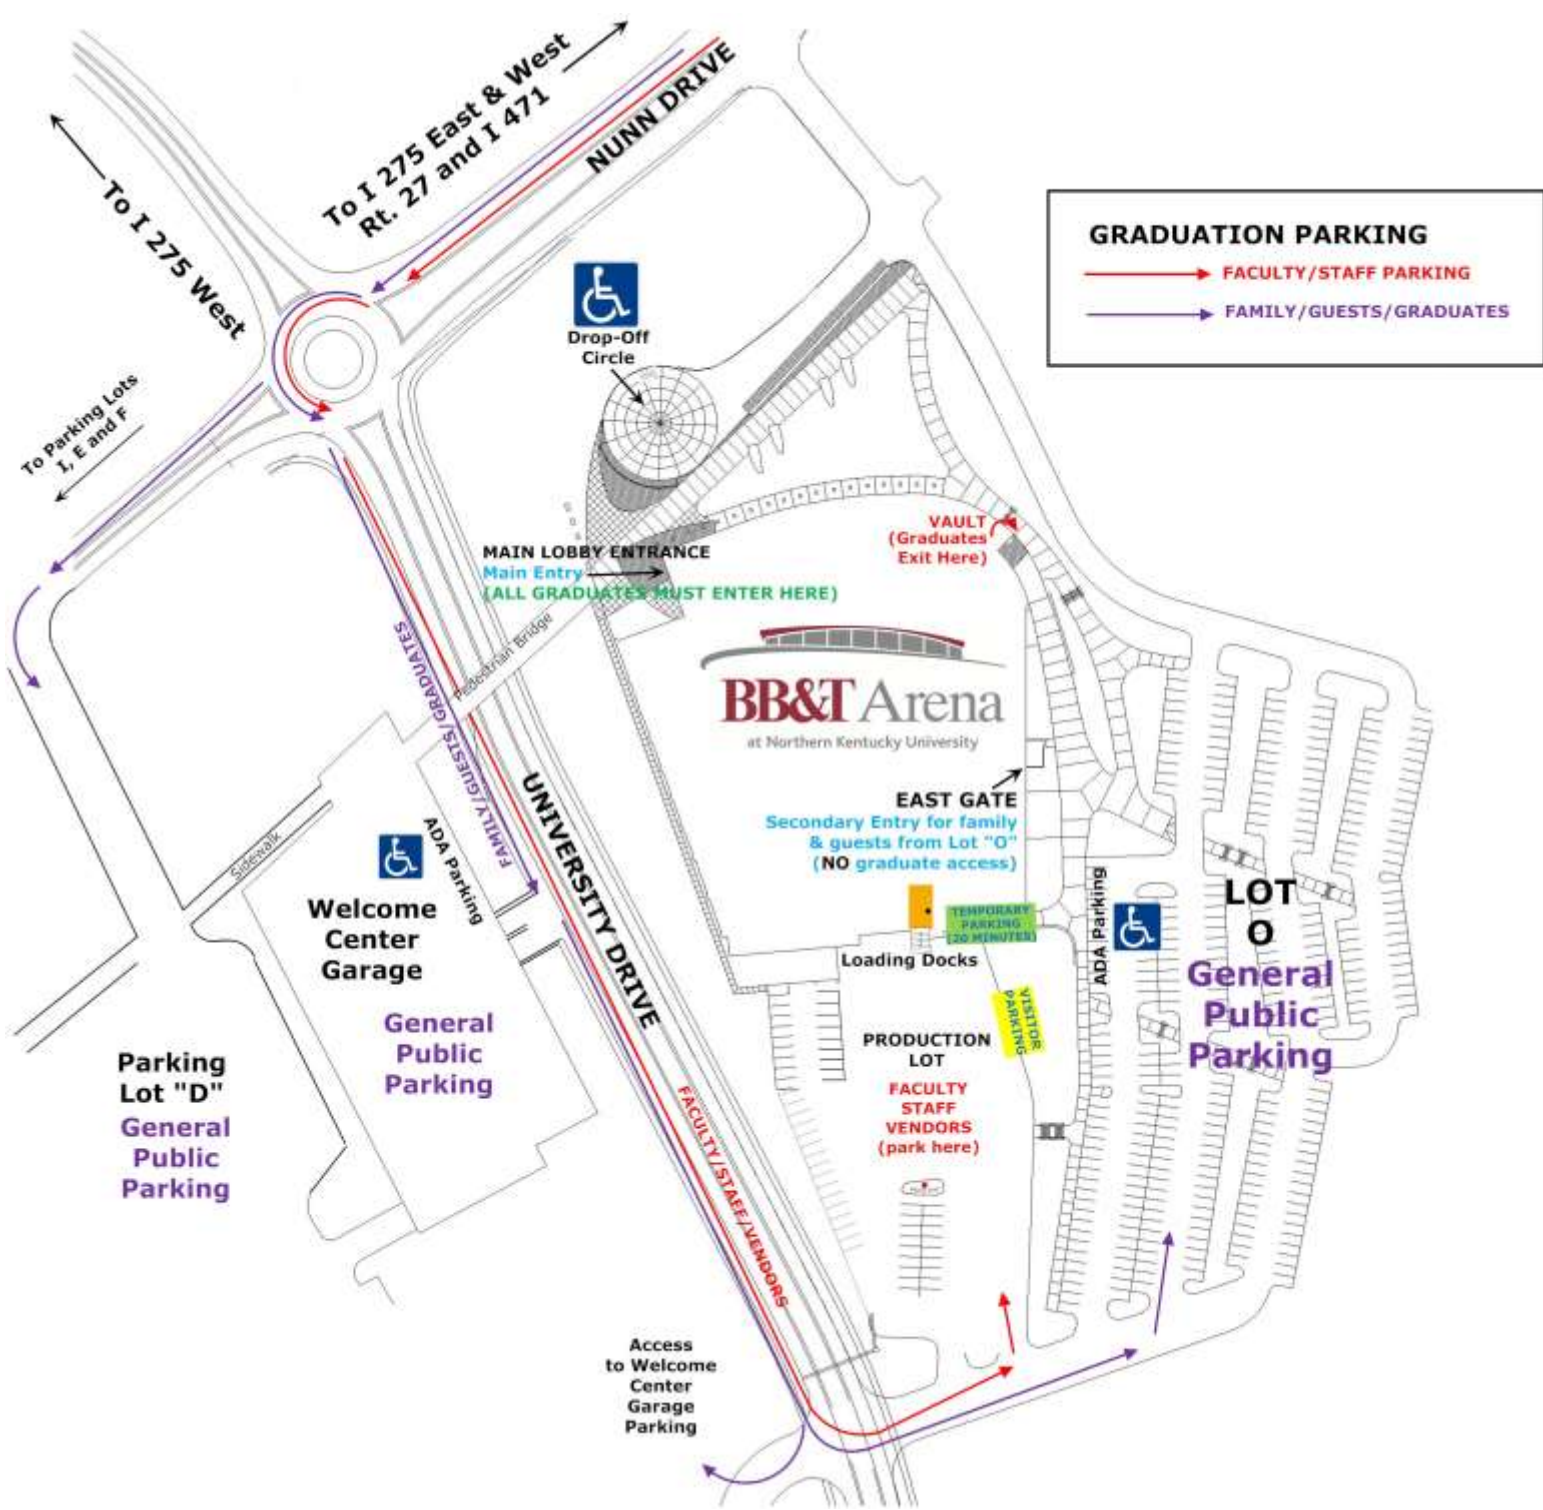 To I 275 East & West
Rt. 27 and I 471
NUNN DRIVE
To I 275 West
GRADUATION PARKING
FACULTY/STAFF PARKING
FAMILY/GUESTS/GRADUATES
Drop-Off
Circle
To Parking Lots
I, E and F
VAULT
(Graduates
Exit Here)
MAIN LOBBY ENTRANCE
Main Entry
(ALL GRADUATES MUST ENTER HERE)
Pedestrian Bridge
FAMILY/GUESTS/GRADUATES
BB&T Arena
at Northern Kentucky University
EAST GATE
Secondary Entry for family
& guests from Lot "O"
(NO graduate access)
UNIVERSITY DRIVE
ADA Parking
Sidewalk
Welcome
Center
Garage
General
Public
Parking
TEMPORARY
PARKING
(20 MINUTES)
Loading Docks
ADA Parking
LOT
O
General
Public
Parking
VISITOR
PARKING
PRODUCTION
LOT
FACULTY
STAFF
VENDORS
(park here)
Parking
Lot "D"
General
Public
Parking
FACULTY/STAFF/VENDORS
Access
to Welcome
Center
Garage
Parking